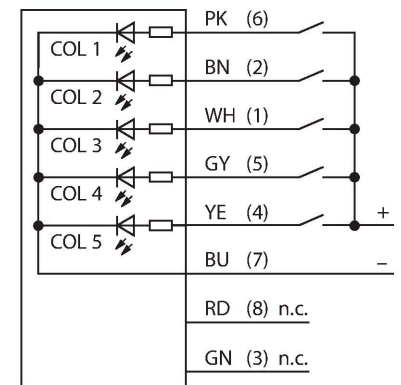 PK (6)
COL 1
BN (2)
COL 2
WH (1)
COL 3
GY (5)
COL 4
YE (4)
+
COL 5
BU (7)
–
RD (8) n.c.
GN (3) n.c.